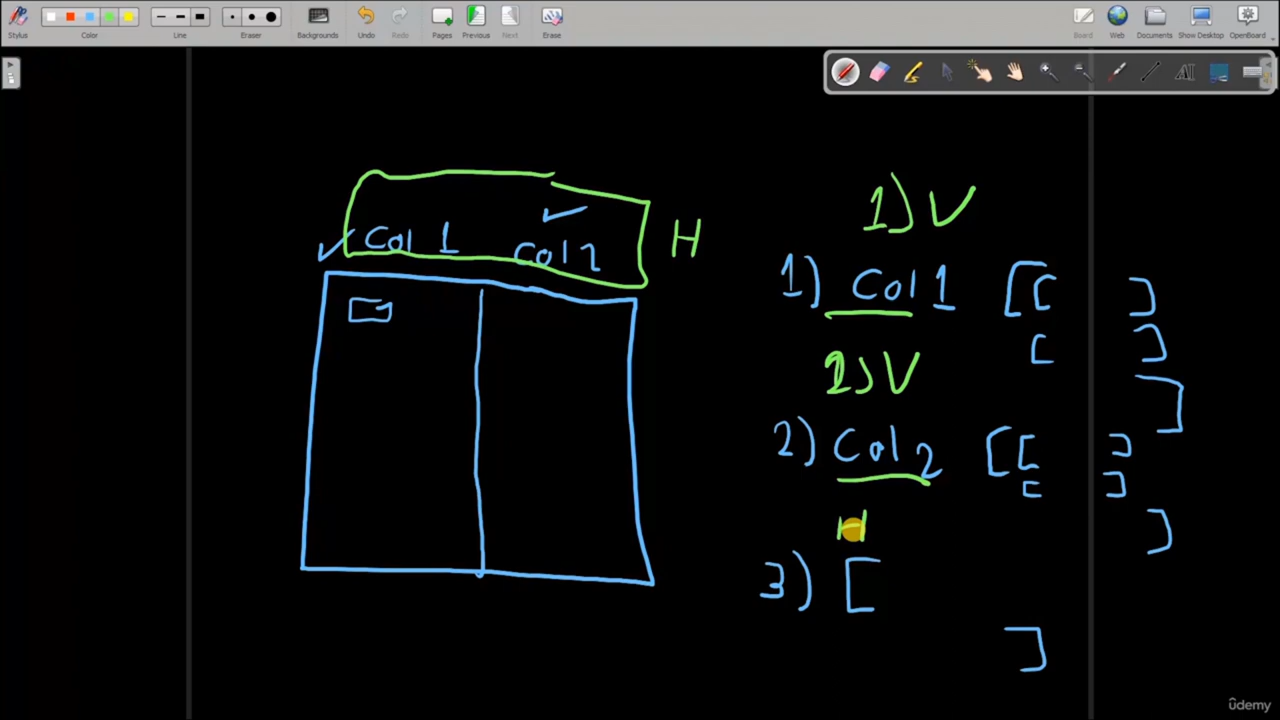 Stylus Color Line Eraser Backgrounds Undo Redo Pages Previous Next Erase Board Web Documents Show Desktop OpenBoard
1) V
Col 1 Col 2 H
1) Col 1 [[ ]
[ ]
]
2) V
2) Col 2 [[ ]
[ ]
]
H
3) [
]
ûdemy